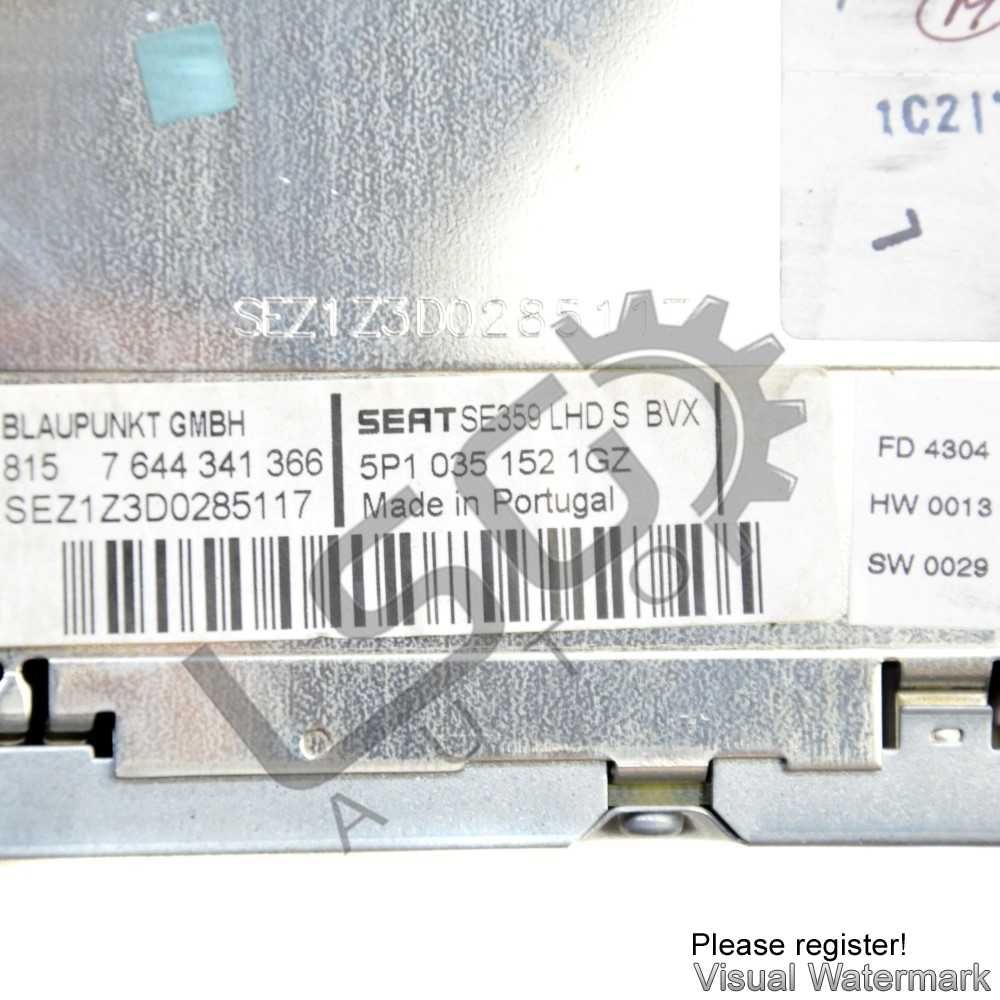 M
SEZ1Z3D0285117
BLAUPUNKT GMBH
815 7 644 341 366
SEZ1Z3D0285117
SEAT SE359 LHD S BVX
5P1 035 152 1GZ
Made in Portugal
FD 4304
HW 0013
SW 0029
LSG
AUTO
Please register!
Visual Watermark